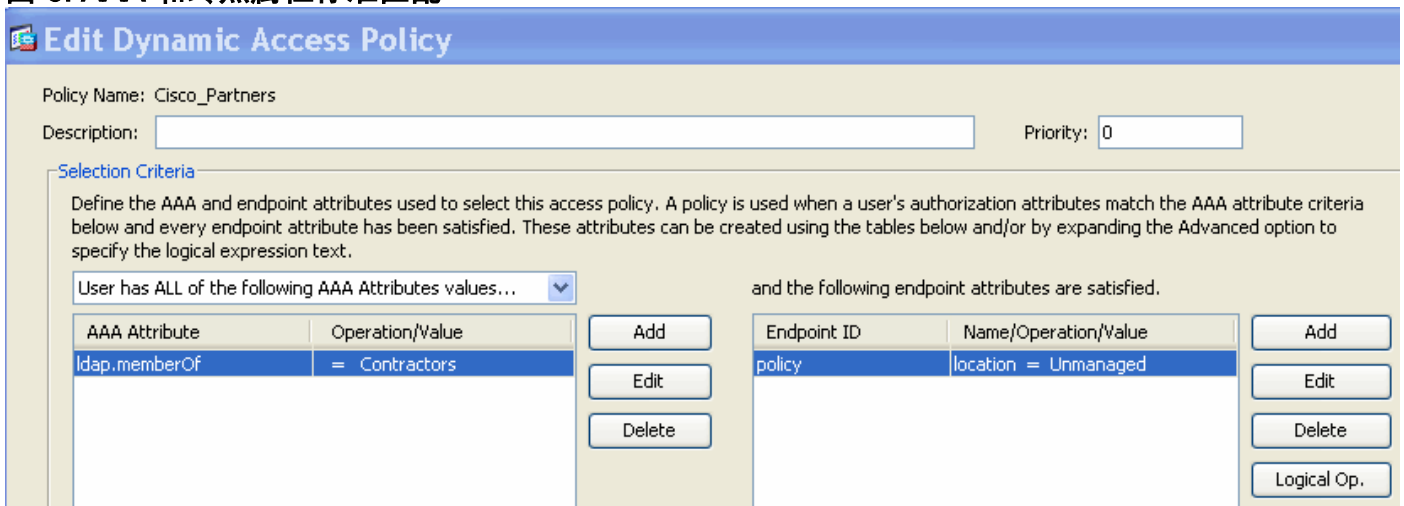 Edit Dynamic Access Policy
Policy Name: Cisco_Partners
Description:
Priority: 0
Selection Criteria
Define the AAA and endpoint attributes used to select this access policy. A policy is used when a user's authorization attributes match the AAA attribute criteria
below and every endpoint attribute has been satisfied. These attributes can be created using the tables below and/or by expanding the Advanced option to
specify the logical expression text.
User has ALL of the following AAA Attributes values...
and the following endpoint attributes are satisfied.
AAA Attribute Operation/Value
ldap.memberOf = Contractors
Add
Edit
Delete
Endpoint ID Name/Operation/Value
policy location = Unmanaged
Add
Edit
Delete
Logical Op.